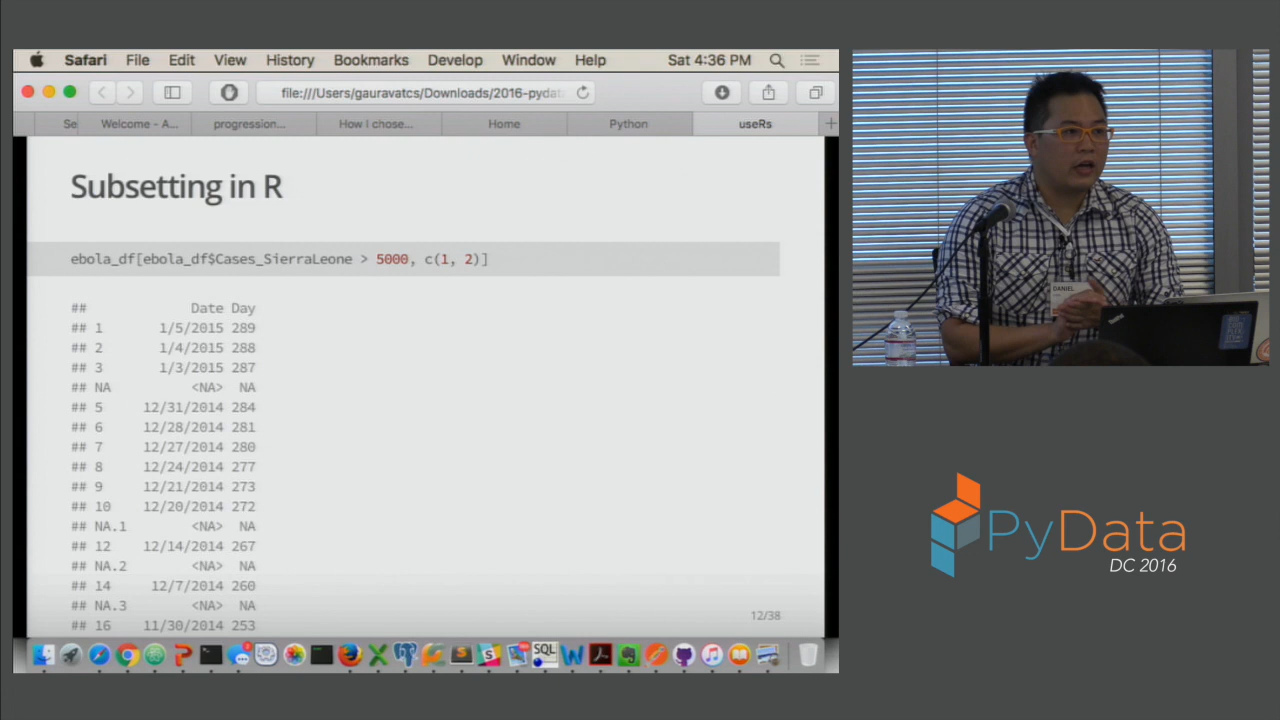 Safari File Edit View History Bookmarks Develop Window Help Sat 4:36 PM
file:///Users/gauravatcs/Downloads/2016-pydat
Se Welcome - A... progression... How I chose... Home Python useRs
Subsetting in R
ebola_df[ebola_df$Cases_SierraLeone > 5000, c(1, 2)]
## Date Day
## 1 1/5/2015 289
## 2 1/4/2015 288
## 3 1/3/2015 287
## NA <NA> NA
## 5 12/31/2014 284
## 6 12/28/2014 281
## 7 12/27/2014 280
## 8 12/24/2014 277
## 9 12/21/2014 273
## 10 12/20/2014 272
## NA.1 <NA> NA
## 12 12/14/2014 267
## NA.2 <NA> NA
## 14 12/7/2014 260
## NA.3 <NA> NA
## 16 11/30/2014 253
12/38
SQL
DANIEL
PyData
DC 2016